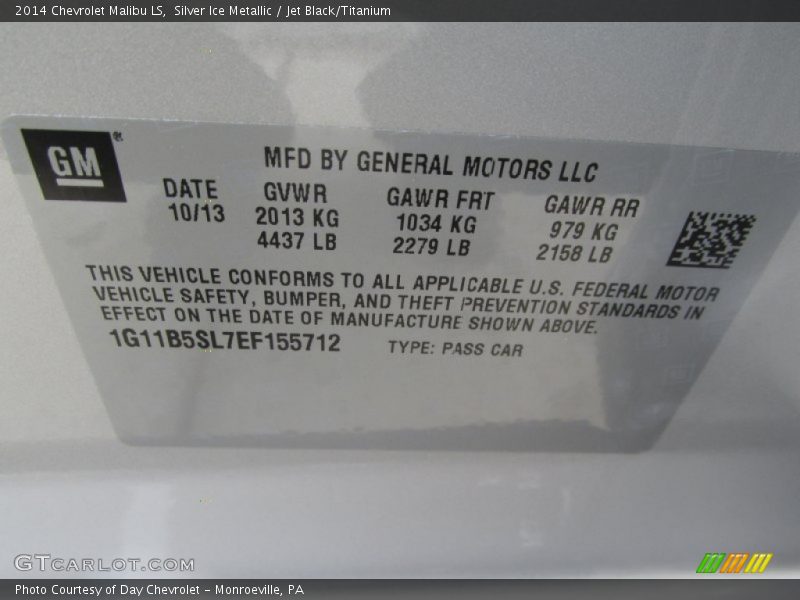 2014 Chevrolet Malibu LS, Silver Ice Metallic / Jet Black/Titanium
GM®
MFD BY GENERAL MOTORS LLC
DATE GVWR GAWR FRT GAWR RR
10/13 2013 KG 1034 KG 979 KG
4437 LB 2279 LB 2158 LB
THIS VEHICLE CONFORMS TO ALL APPLICABLE U.S. FEDERAL MOTOR
VEHICLE SAFETY, BUMPER, AND THEFT PREVENTION STANDARDS IN
EFFECT ON THE DATE OF MANUFACTURE SHOWN ABOVE.
1G11B5SL7EF155712 TYPE: PASS CAR
GTCARLOT.COM
Photo Courtesy of Day Chevrolet – Monroeville, PA